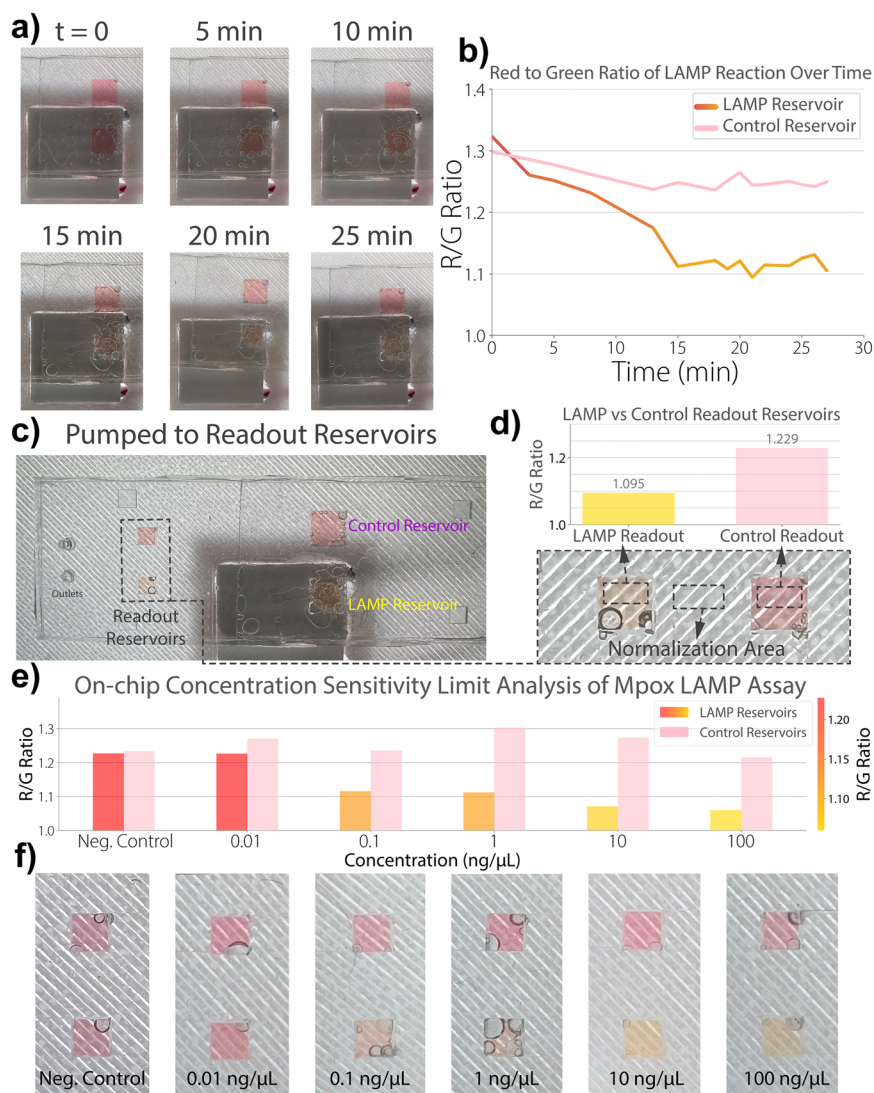 a)
t = 0
5 min
10 min
15 min
20 min
25 min
b)
Red to Green Ratio of LAMP Reaction Over Time
1.4
1.3
1.2
1.1
1.0
R/G Ratio
LAMP Reservoir
Control Reservoir
0
5
10
15
20
25
30
Time (min)
c)
Pumped to Readout Reservoirs
Control Reservoir
LAMP Reservoir
Outlets
Readout
Reservoirs
d)
LAMP vs Control Readout Reservoirs
R/G Ratio
1.2
1.0
1.095
1.229
LAMP Readout
Control Readout
Normalization Area
e)
On-chip Concentration Sensitivity Limit Analysis of Mpox LAMP Assay
R/G Ratio
1.3
1.2
1.1
1.0
LAMP Reservoirs
Control Reservoirs
1.20
1.15
1.10
R/G Ratio
Neg. Control
0.01
0.1
1
10
100
Concentration (ng/μL)
f)
Neg. Control
0.01 ng/μL
0.1 ng/μL
1 ng/μL
10 ng/μL
100 ng/μL